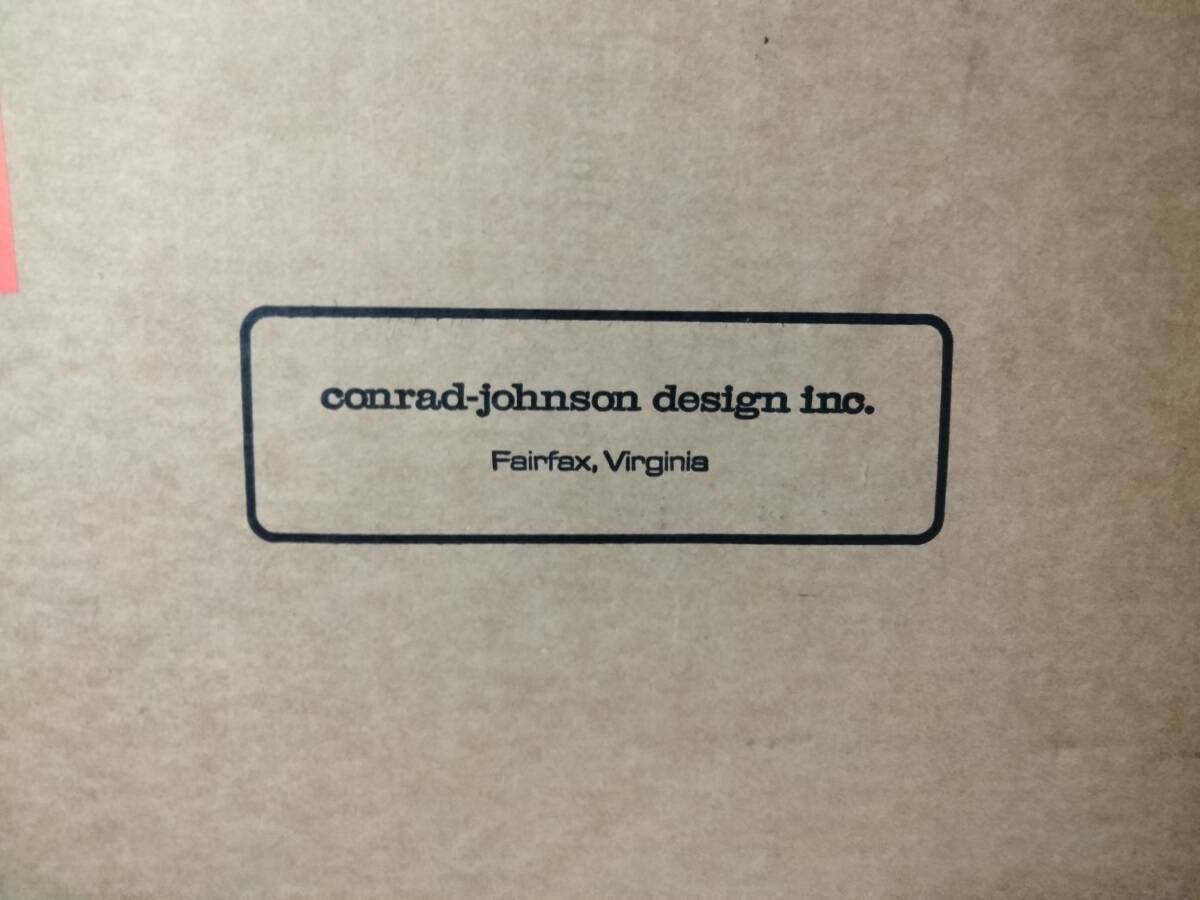 conrad-johnson design inc.
Fairfax, Virginia